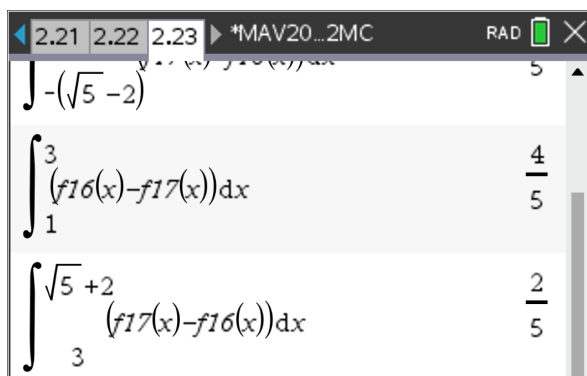 2.21 2.22 2.23 *MAV20...2MC RAD
-(√5 -2) 5
∫ 3
(f16(x)-f17(x))dx 4/5
1
∫ √5 +2
(f17(x)-f16(x))dx 2/5
3